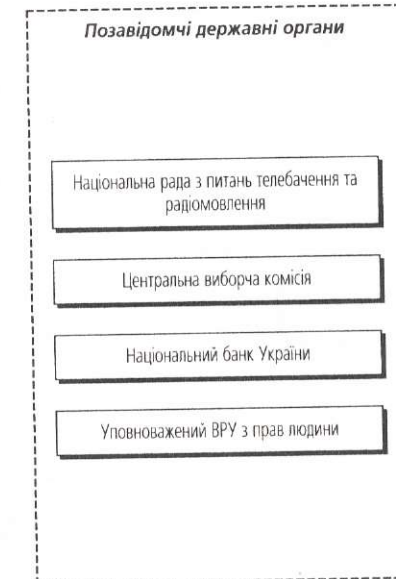 Позавідомчі державні органи
Національна рада з питань телебачення та
радіомовлення
Центральна виборча комісія
Національний банк України
Уповноважений ВРУ з прав людини